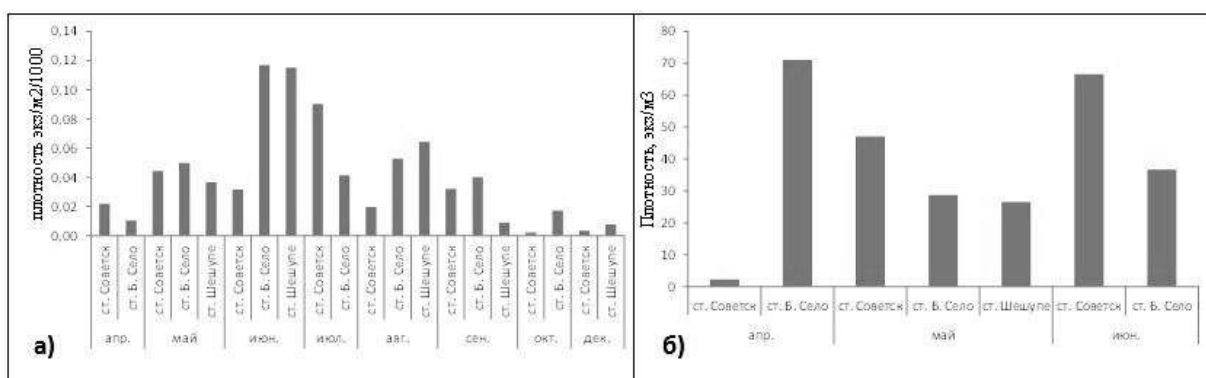 плотность экз/м2/1000
0,14
0,12
0,10
0,08
0,06
0,04
0,02
0,00
ст. Советск
ст. Б. Село
ст. Советск
ст. Б. Село
ст. Шешупе
ст. Советск
ст. Б. Село
ст. Шешупе
ст. Советск
ст. Б. Село
ст. Советск
ст. Б. Село
ст. Шешупе
ст. Советск
ст. Б. Село
ст. Шешупе
ст. Советск
ст. Б. Село
ст. Советск
ст. Шешупе
апр. май июн. июл. авг. сен. окт. дек.
а)
Плотность, экз/м3
80
70
60
50
40
30
20
10
0
ст. Советск ст. Б. Село ст. Советск ст. Б. Село ст. Шешупе ст. Советск ст. Б. Село
апр. май июн.
б)